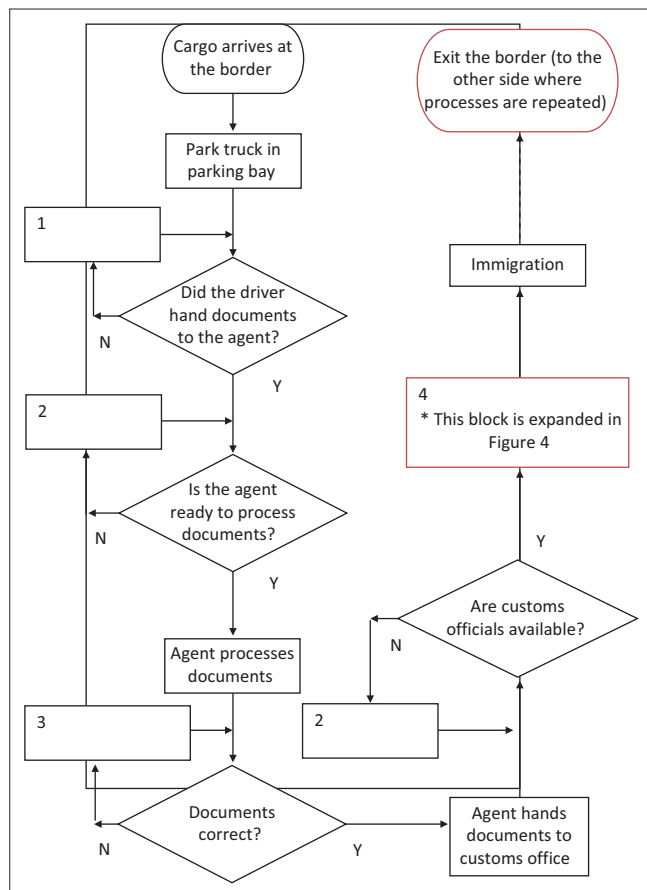 Cargo arrives at
the border
Park truck in
parking bay
1
Did the driver
hand documents
to the agent?
N
Y
2
Is the agent
ready to process
documents?
N
Y
Agent processes
documents
3
Documents
correct?
N
Y
Agent hands
documents to
customs office
2
Are customs
officials available?
N
Y
4
* This block is expanded in
Figure 4
Immigration
Exit the border (to the
other side where
processes are repeated)